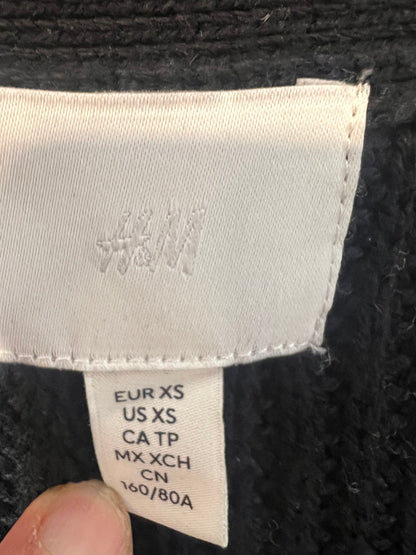 H&M
EUR XS
US XS
CA TP
MX XCH
CN
160/80A